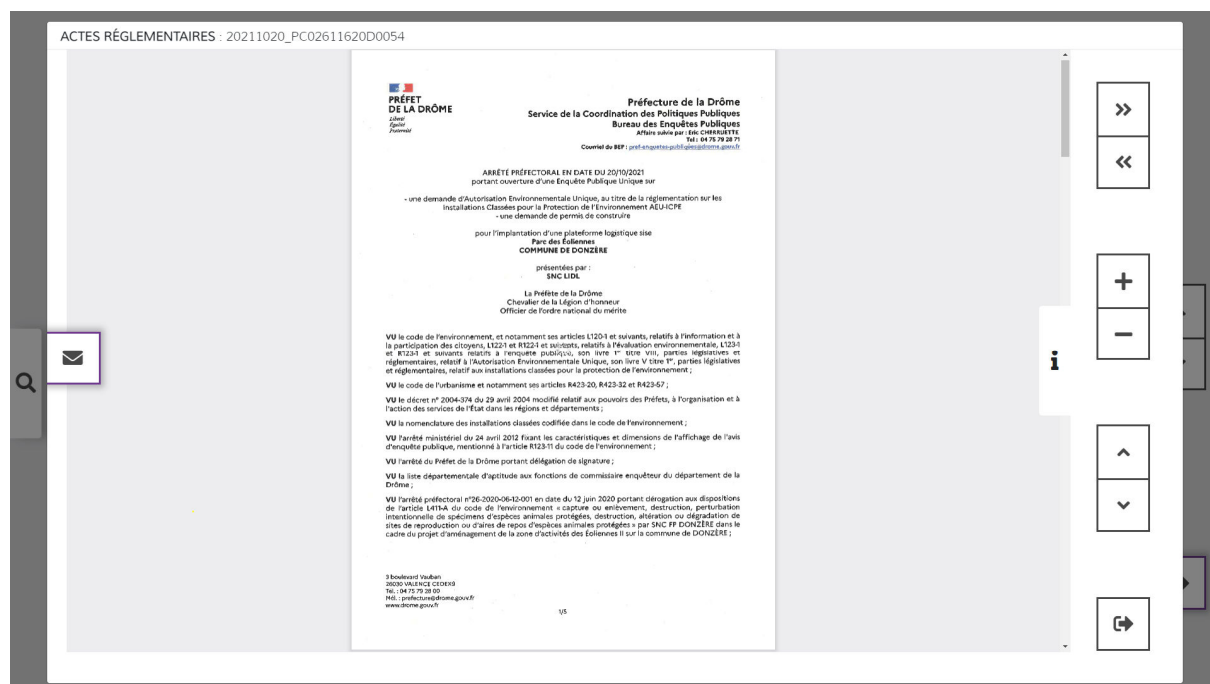 ACTES RÉGLEMENTAIRES : 20211020_PC02611620D0054
PRÉFET
DE LA DRÔME
Liberté
Égalité
Fraternité
Préfecture de la Drôme
Service de la Coordination des Politiques Publiques
Bureau des Enquêtes Publiques
Affaire suivie par : Eric CHERRUETTE
Tel : 04 75 79 28 71
Courriel du BEP : pref-enquetes-publiques@drome.gouv.fr
ARRÊTÉ PRÉFECTORAL EN DATE DU 20/10/2021
portant ouverture d'une Enquête Publique Unique sur
- une demande d'Autorisation Environnementale Unique, au titre de la réglementation sur les
Installations Classées pour la Protection de l'Environnement AEU-ICPE
- une demande de permis de construire
pour l'implantation d'une plateforme logistique sise
Parc des Éoliennes
COMMUNE DE DONZÈRE
présentées par :
SNC LIDL
La Préfète de la Drôme
Chevalier de la Légion d'honneur
Officier de l'ordre national du mérite
VU le code de l'environnement, et notamment ses articles L120-1 et suivants, relatifs à l'information et à
la participation des citoyens, L122-1 et R122-1 et suivants, relatifs à l'évaluation environnementale, L123-1
et R123-1 et suivants relatifs à l'enquête publique, son livre 1er titre VIII, parties législatives et
réglementaires, relatif à l'Autorisation Environnementale Unique, son livre V titre 1er, parties législatives
et réglementaires, relatif aux installations classées pour la protection de l'environnement ;
VU le code de l'urbanisme et notamment ses articles R423-20, R423-32 et R423-57 ;
VU le décret n° 2004-374 du 29 avril 2004 modifié relatif aux pouvoirs des Préfets, à l'organisation et à
l'action des services de l'État dans les régions et départements ;
VU la nomenclature des installations classées codifiée dans le code de l'environnement ;
VU l'arrêté ministériel du 24 avril 2012 fixant les caractéristiques et dimensions de l'affichage de l'avis
d'enquête publique, mentionné à l'article R123-11 du code de l'environnement ;
VU l'arrêté du Préfet de la Drôme portant délégation de signature ;
VU la liste départementale d'aptitude aux fonctions de commissaire enquêteur du département de la
Drôme ;
VU l'arrêté préfectoral n°26-2020-06-12-001 en date du 12 juin 2020 portant dérogation aux dispositions
de l'article L411-A du code de l'environnement « capture ou enlèvement, destruction, perturbation
intentionnelle de spécimens d'espèces animales protégées, destruction, altération ou dégradation de
sites de reproduction ou d'aires de repos d'espèces animales protégées » par SNC FP DONZÈRE dans le
cadre du projet d'aménagement de la zone d'activités des Éoliennes II sur la commune de DONZÈRE ;
3 boulevard Vauban
26030 VALENCE CEDEX9
Tél. : 04 75 79 28 00
Mél. : prefecture@drome.gouv.fr
www.drome.gouv.fr
1/5